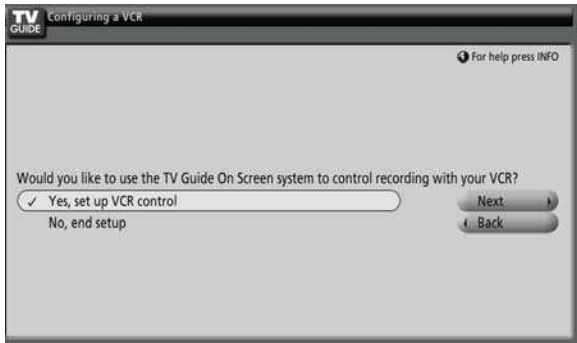 TV
GUIDE
Configuring a VCR
For help press INFO
Would you like to use the TV Guide On Screen system to control recording with your VCR?
✓ Yes, set up VCR control
Next
No, end setup
Back